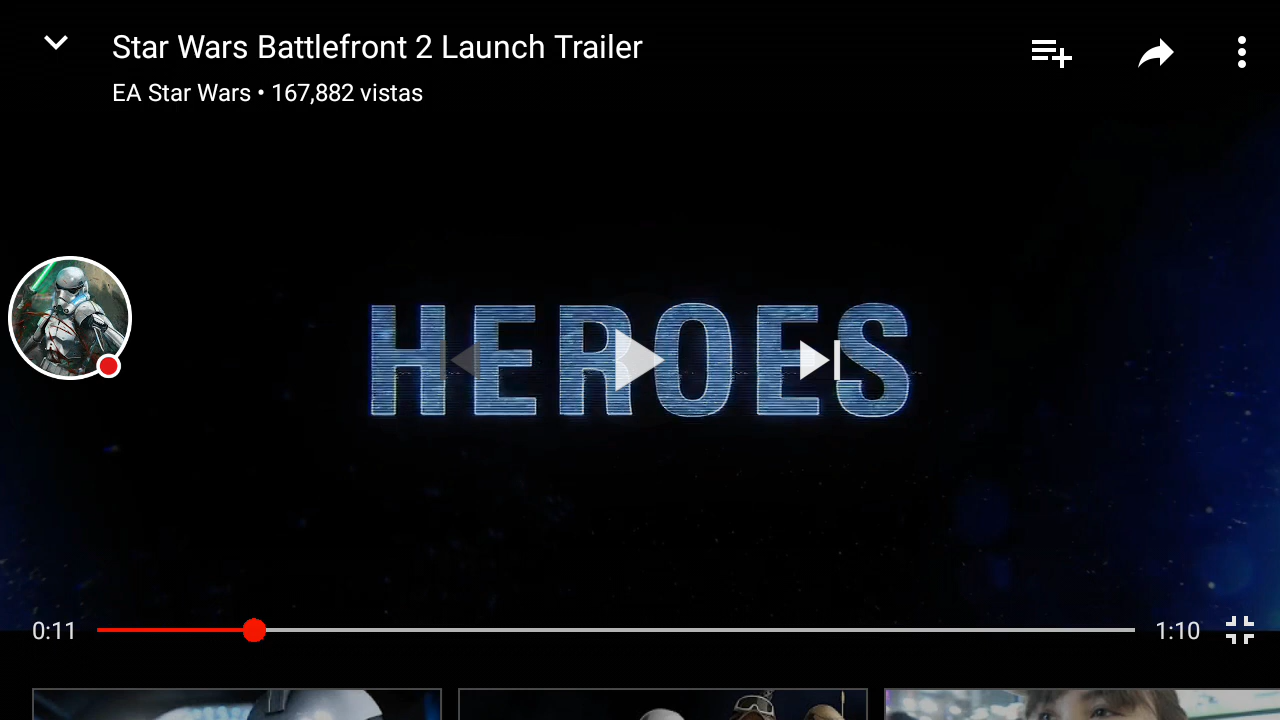 Star Wars Battlefront 2 Launch Trailer
EA Star Wars • 167,882 vistas
HEROES
0:11
1:10